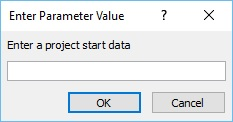 Enter Parameter Value ? ×
Enter a project start data
OK Cancel